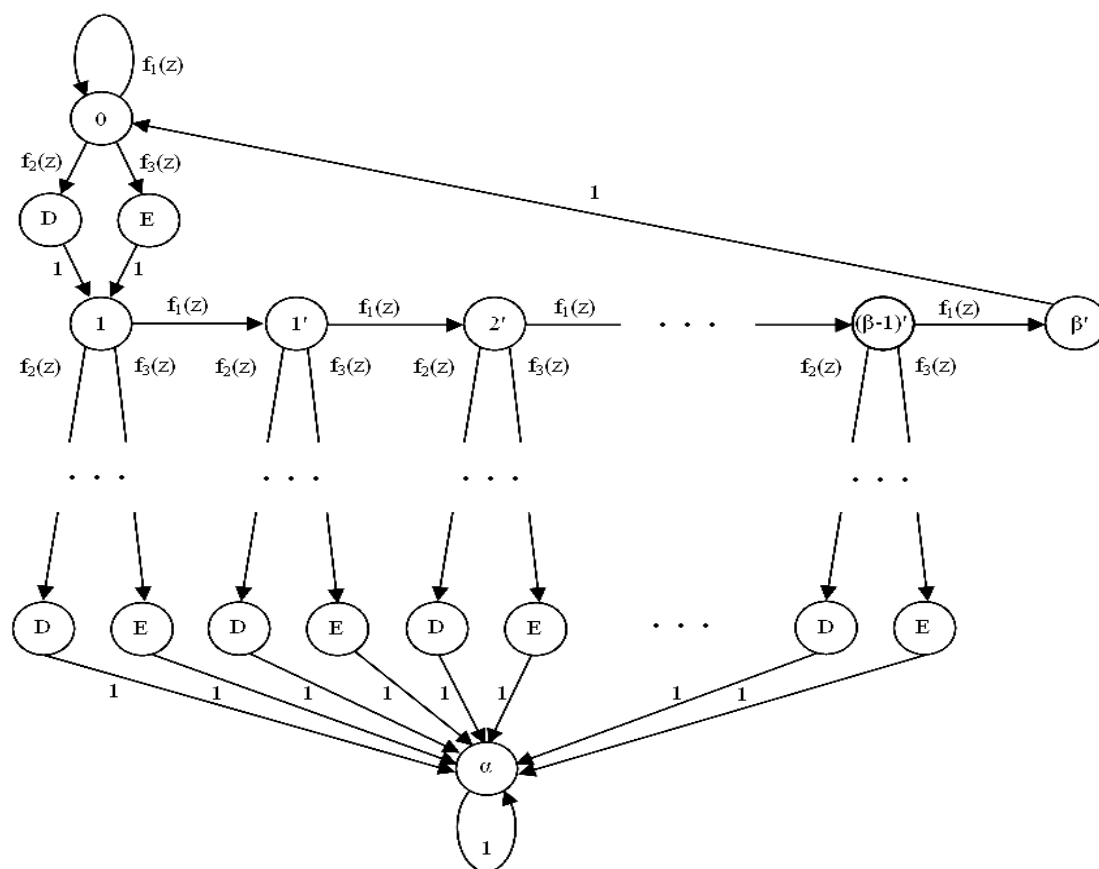 f₁(z)
0
f₂(z) f₃(z)
1
D E
1 1
f₁(z) f₁(z) f₁(z) f₁(z)
1 1′ 2′ . . . (β-1)′ β′
f₂(z) f₃(z) f₂(z) f₃(z) f₂(z) f₃(z) f₂(z) f₃(z)
. . . . . . . . . . . .
D E D E D E . . . D E
1 1 1 1 1 1 1 1
α
1